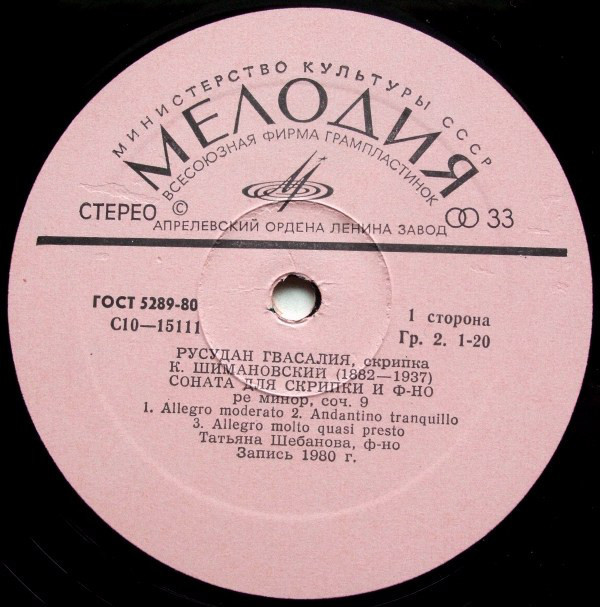 МИНИСТЕРСТВО КУЛЬТУРЫ СССР
МЕЛОДИЯ
ВСЕСОЮЗНАЯ ФИРМА ГРАМПЛАСТИНОК
СТЕРЕО © 33
АПРЕЛЕВСКИЙ ОРДЕНА ЛЕНИНА ЗАВОД
ГОСТ 5289-80
С10—15111
1 сторона
Гр. 2. 1-20
РУСУДАН ГВАСАЛИЯ, скрипка
К. ШИМАНОВСКИЙ (1882—1937)
СОНАТА ДЛЯ СКРИПКИ И Ф-НО
ре минор, соч. 9
1. Allegro moderato 2. Andantino tranquillo
3. Allegro molto quasi presto
Татьяна Шебанова, ф-но
Запись 1980 г.